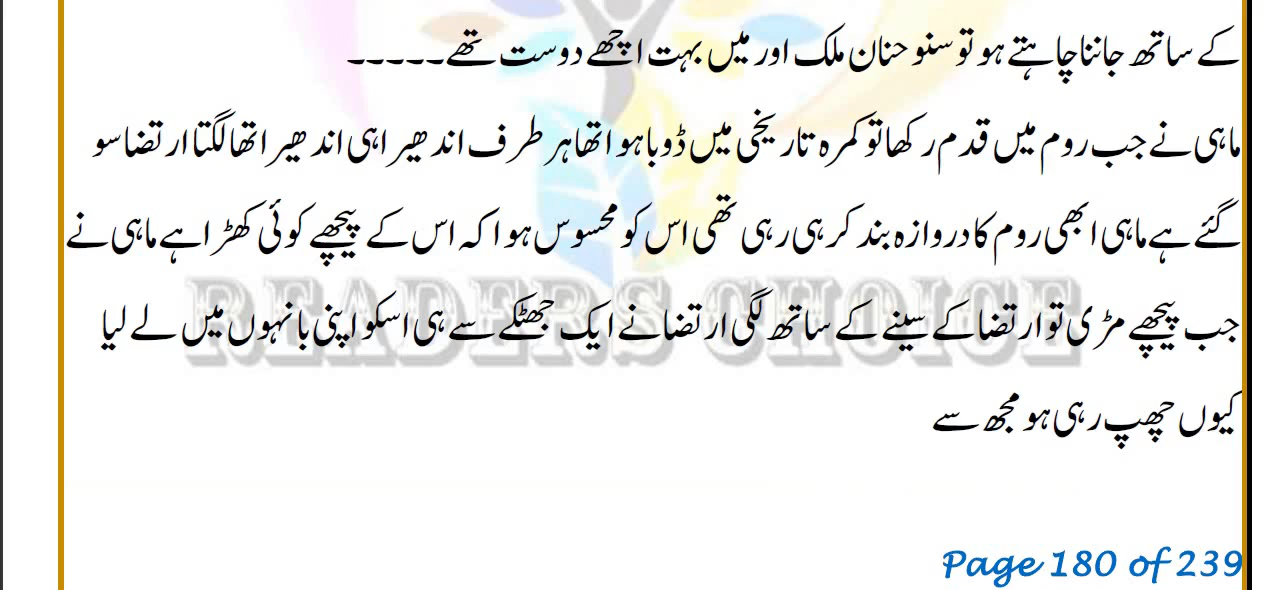 کے ساتھ جاننا چاہتے ہو تو سنو حنان ملک اور میں بہت اچھے دوست تھے۔۔۔۔۔
ماہی نے جب روم میں قدم رکھا تو کمرہ تاریخی میں ڈوبا ہوا تھا ہر طرف اندھیرا ہی اندھیرا تھا لگتا ارتضا سو
گئے ہے ماہی ابھی روم کا دروازہ بند کر ہی رہی تھی اس کو محسوس ہوا کہ اس کے پیچھے کوئی کھڑا ہے ماہی نے
جب پیچھے مڑی تو ارتضا کے سینے کے ساتھ لگی ارتضا نے ایک جھٹکے سے ہی اسکو اپنی بانہوں میں لے لیا
کیوں چھپ رہی ہو مجھ سے
READERS CHOICE
Page 180 of 239